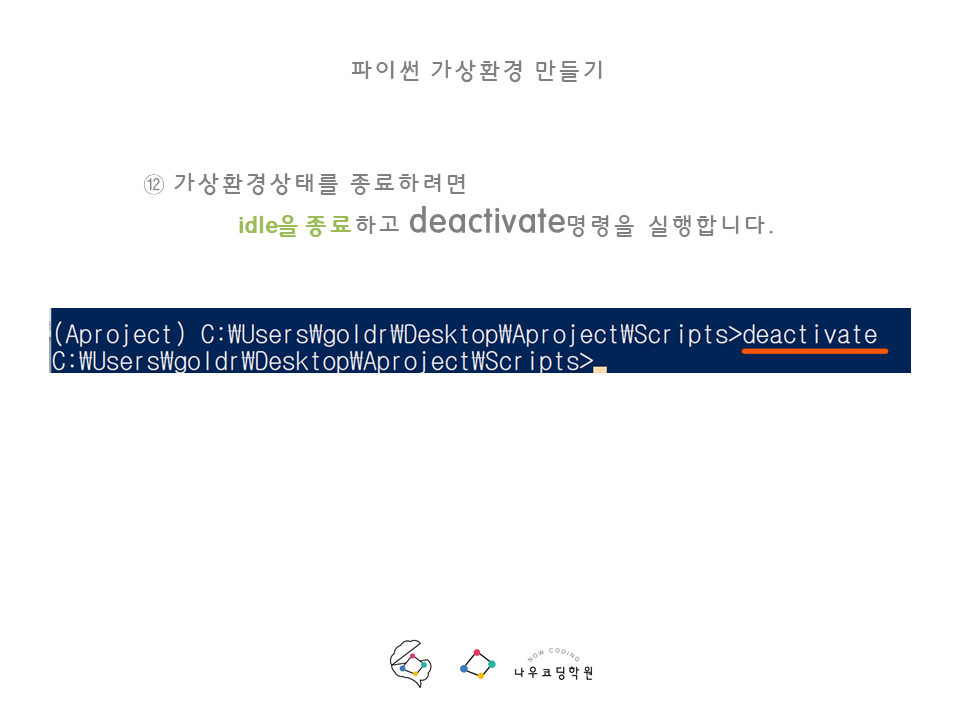 파이썬 가상환경 만들기
⑫ 가상환경상태를 종료하려면
idle을 종료하고 deactivate명령을 실행합니다.
(Aproject) C:₩Users₩goldr₩Desktop₩Aproject₩Scripts>deactivate
C:₩Users₩goldr₩Desktop₩Aproject₩Scripts>
NOW CODING
나우코딩학원